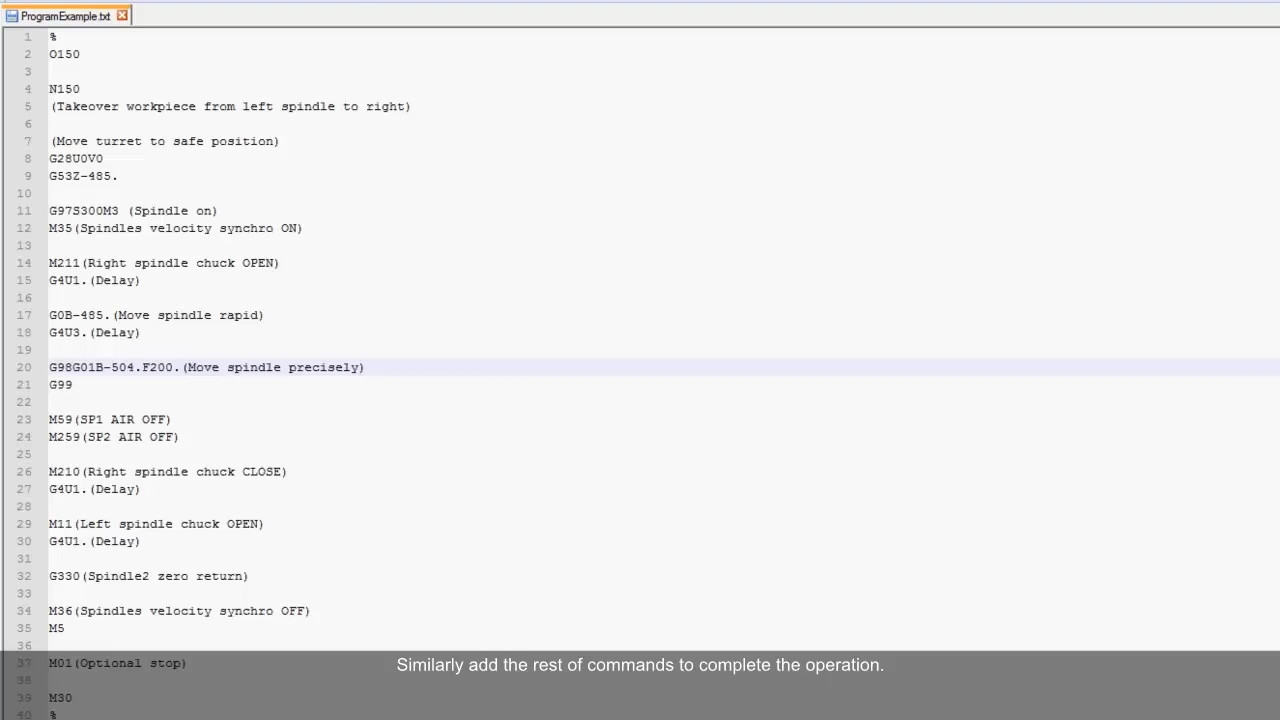 ProgramExample.txt
1 %
2 O150
3
4 N150
5 (Takeover workpiece from left spindle to right)
6
7 (Move turret to safe position)
8 G28U0V0
9 G53Z-485.
10
11 G97S300M3 (Spindle on)
12 M35(Spindles velocity synchro ON)
13
14 M211(Right spindle chuck OPEN)
15 G4U1.(Delay)
16
17 G0B-485.(Move spindle rapid)
18 G4U3.(Delay)
19
20 G98G01B-504.F200.(Move spindle precisely)
21 G99
22
23 M59(SP1 AIR OFF)
24 M259(SP2 AIR OFF)
25
26 M210(Right spindle chuck CLOSE)
27 G4U1.(Delay)
28
29 M11(Left spindle chuck OPEN)
30 G4U1.(Delay)
31
32 G330(Spindle2 zero return)
33
34 M36(Spindles velocity synchro OFF)
35 M5
36
37 M01(Optional stop)
Similarly add the rest of commands to complete the operation.
38
39 M30
40 %